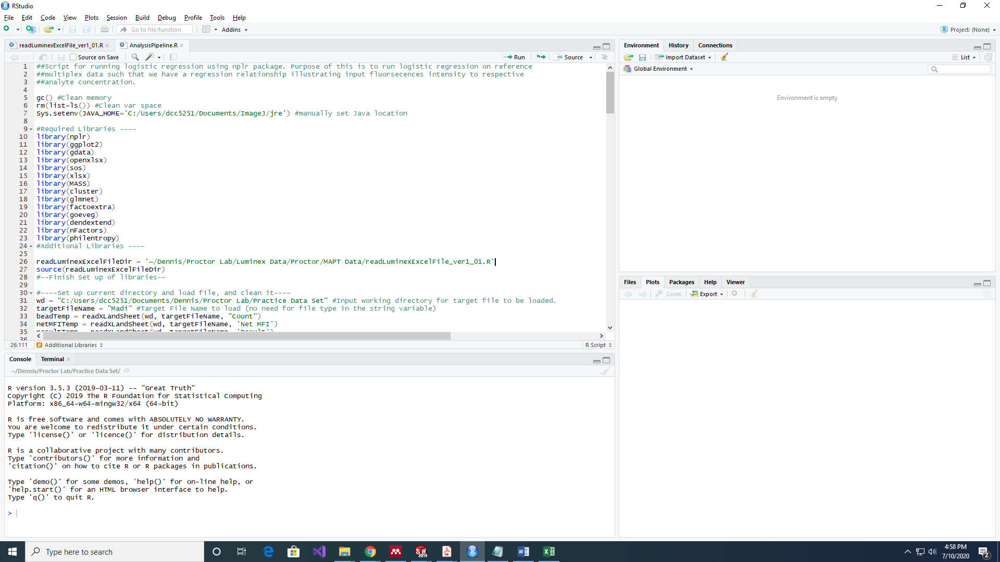 RStudio
File Edit Code View Plots Session Build Debug Profile Tools Help
Go to file/function Addins Project: (None)
readLuminexExcelFile_ver1_01.R AnalysisPipeline.R
Source on Save Run Source
1 ##Script for running logistic regression using nplr package. Purpose of this is to run logistic regression on reference
2 ##multiplex data such that we have a regression relationship illustrating input fluorsecences intensity to respective
3 ##analyte concentration.
4
5 gc() #Clean memory
6 rm(list=ls()) #Clean var space
7 Sys.setenv(JAVA_HOME='C:/Users/dcc5251/Documents/ImageJ/jre') #manually set Java location
8
9 #Required Libraries ----
10 library(nplr)
11 library(ggplot2)
12 library(gdata)
13 library(openxlsx)
14 library(sos)
15 library(xlsx)
16 library(MASS)
17 library(cluster)
18 library(glmnet)
19 library(factoextra)
20 library(goeveg)
21 library(dendextend)
22 library(nFactors)
23 library(philentropy)
24 #Additional Libraries ----
25
26 readLuminexExcelFileDir = '~/Dennis/Proctor Lab/Luminex Data/Proctor/MAPT Data/readLuminexExcelFile_ver1_01.R'
27 source(readLuminexExcelFileDir)
28 #--Finish Set up of libraries--
29
30 #----Set up current directory and load file, and clean it----
31 wd = "C:/Users/dcc5251/Documents/Dennis/Proctor Lab/Practice Data Set" #Input working directory for target file to be loaded.
32 targetFileName = "Madi" #Target File Name to load (no need for file type in the string variable)
33 beadTemp = readXLandSheet(wd, targetFileName, "Count")
34 netMFITemp = readXLandSheet(wd, targetFileName, 'Net MFI')
35 resultTemp = readXLandSheet(wd, targetFileName, 'Result')
36
26:111 Additional Libraries R Script
Console Terminal
~/Dennis/Proctor Lab/Practice Data Set/
R version 3.5.3 (2019-03-11) -- "Great Truth"
Copyright (C) 2019 The R Foundation for Statistical Computing
Platform: x86_64-w64-mingw32/x64 (64-bit)
R is free software and comes with ABSOLUTELY NO WARRANTY.
You are welcome to redistribute it under certain conditions.
Type 'license()' or 'licence()' for distribution details.
R is a collaborative project with many contributors.
Type 'contributors()' for more information and
'citation()' on how to cite R or R packages in publications.
Type 'demo()' for some demos, 'help()' for on-line help, or
'help.start()' for an HTML browser interface to help.
Type 'q()' to quit R.
>
Environment History Connections
Import Dataset List
Global Environment
Environment is empty
Files Plots Packages Help Viewer
Zoom Export
Type here to search
SW 2019
PDF
4:58 PM
7/10/2020
2